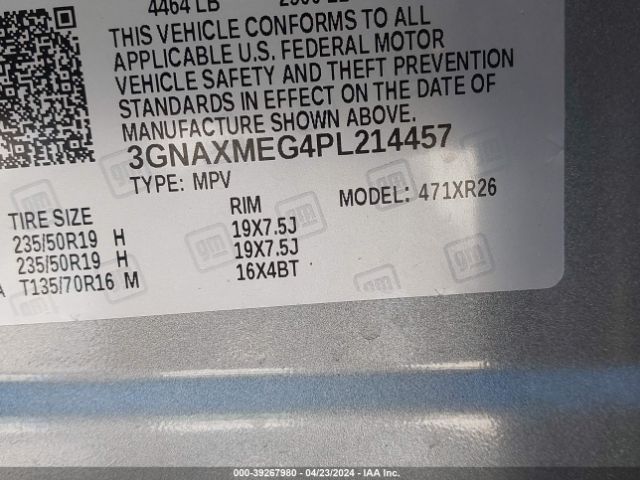 4464 LB
THIS VEHICLE CONFORMS TO ALL
APPLICABLE U.S. FEDERAL MOTOR
VEHICLE SAFETY AND THEFT PREVENTION
STANDARDS IN EFFECT ON THE DATE OF
MANUFACTURE SHOWN ABOVE.
3GNAXMEG4PL214457
TYPE: MPV MODEL: 471XR26
TIRE SIZE RIM
235/50R19 H 19X7.5J
235/50R19 H 19X7.5J
T135/70R16 M 16X4BT
gm
000-39267980 - 04/23/2024 - IAA Inc.